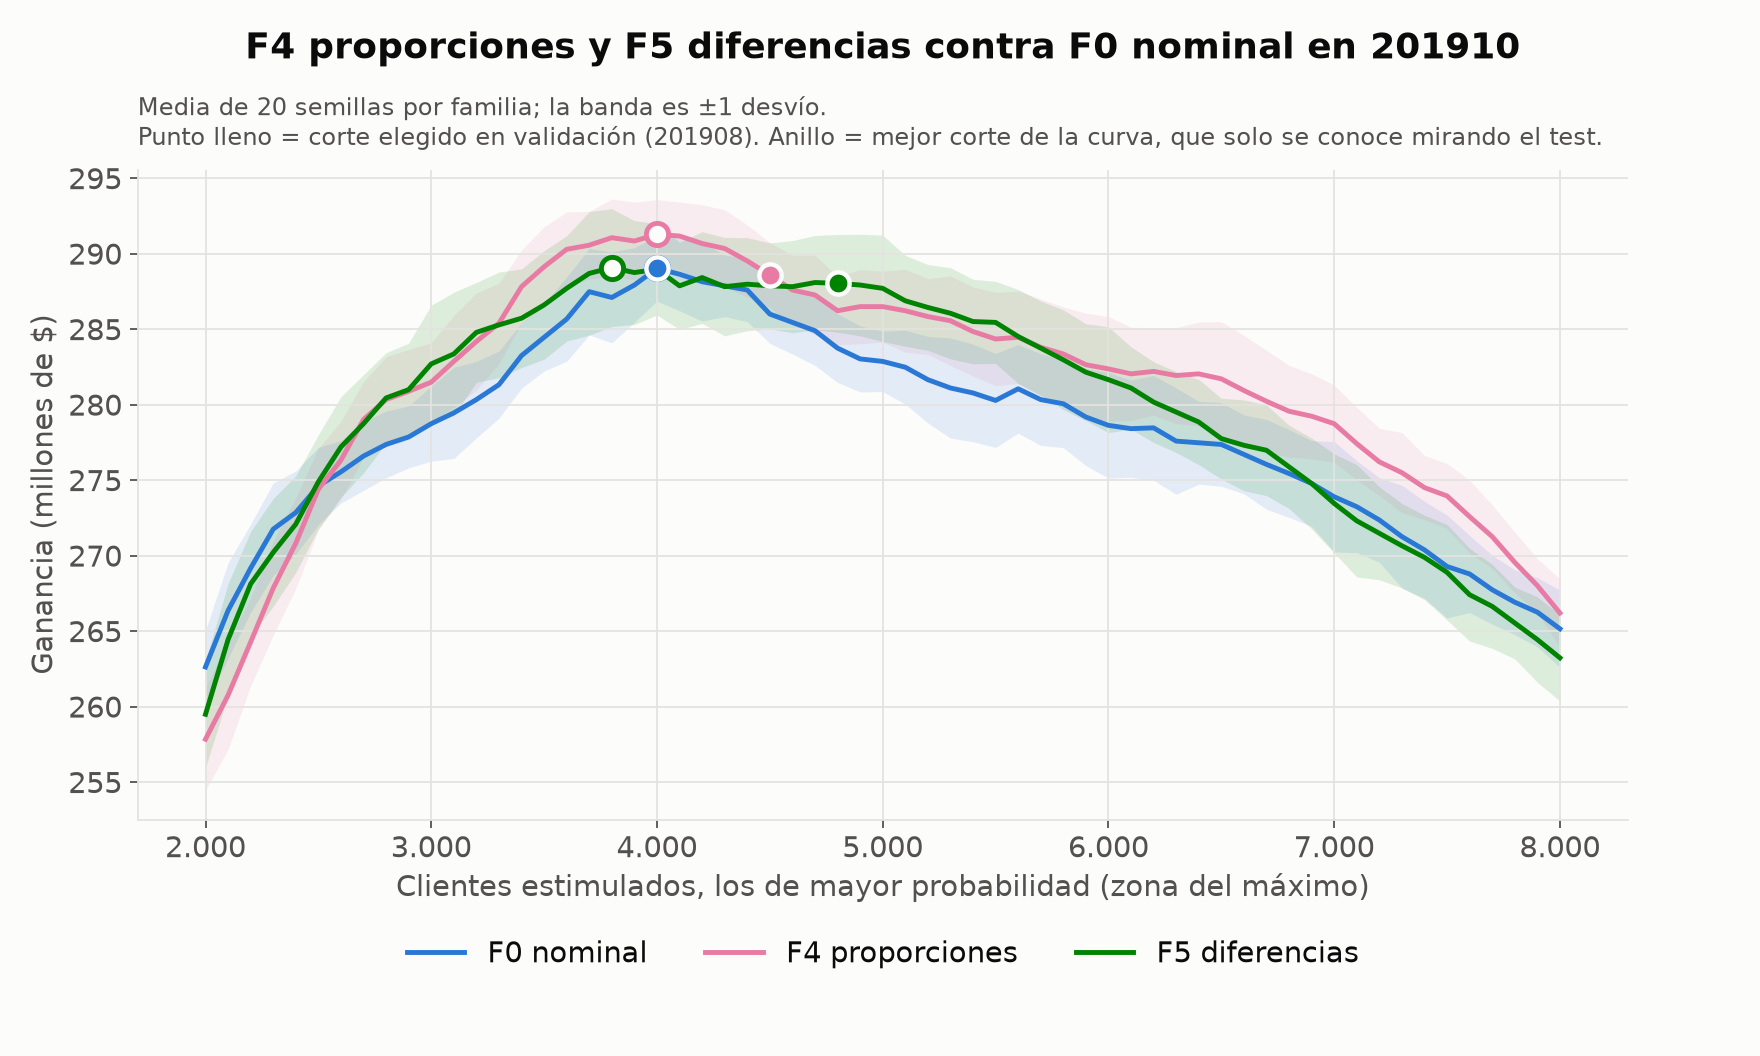 F4 proporciones y F5 diferencias contra F0 nominal en 201910
Media de 20 semillas por familia; la banda es ±1 desvío.
Punto lleno = corte elegido en validación (201908). Anillo = mejor corte de la curva, que solo se conoce mirando el test.
295
290
285
280
275
270
265
260
255
Ganancia (millones de $)
2.000 3.000 4.000 5.000 6.000 7.000 8.000
Clientes estimulados, los de mayor probabilidad (zona del máximo)
F0 nominal F4 proporciones F5 diferencias